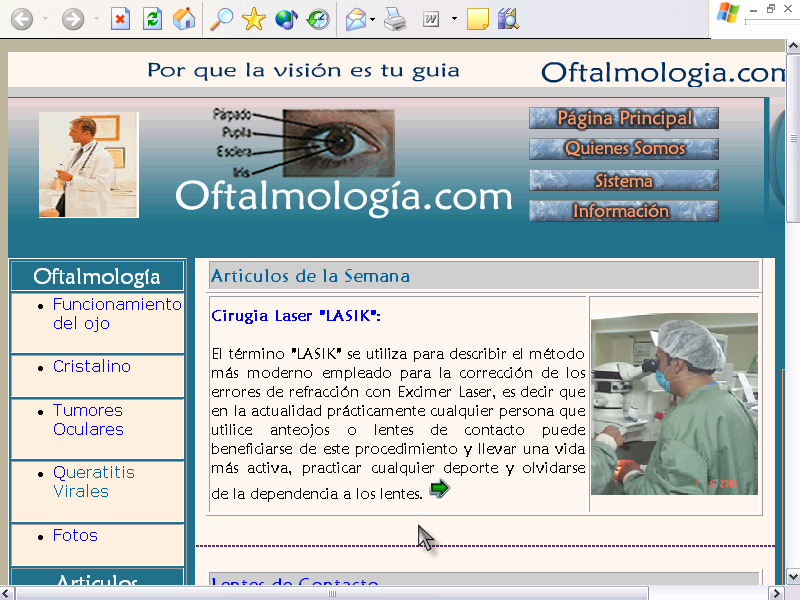 Por que la visión es tu guia
Oftalmologia.com
Párpado
Pupila
Esclera
Iris
Oftalmología.com
Página Principal
Quienes Somos
Sistema
Información
Oftalmología
Funcionamiento
del ojo
Cristalino
Tumores
Oculares
Queratitis
Virales
Fotos
Articulos
Articulos de la Semana
Cirugia Laser "LASIK":
El término "LASIK" se utiliza para describir el método
más moderno empleado para la corrección de los
errores de refracción con Excimer Laser, es decir que
en la actualidad prácticamente cualquier persona que
utilice anteojos o lentes de contacto puede
beneficiarse de este procedimiento y llevar una vida
más activa, practicar cualquier deporte y olvidarse
de la dependencia a los lentes.
Lentes de Contacto